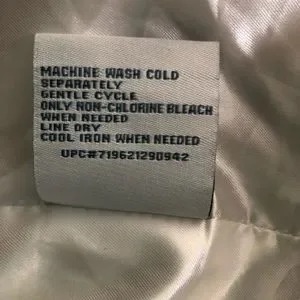 MACHINE WASH COLD
SEPARATELY
GENTLE CYCLE
ONLY NON-CHLORINE BLEACH
WHEN NEEDED
LINE DRY
COOL IRON WHEN NEEDED
UPC#719621290942